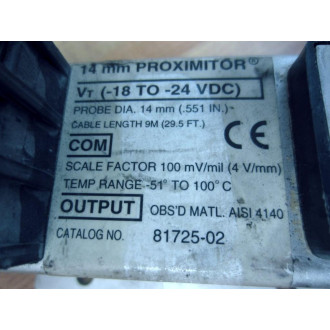 14 mm PROXIMITOR®
VT (-18 TO -24 VDC)
PROBE DIA. 14 mm (.551 IN.)
CABLE LENGTH 9M (29.5 FT.)
CE
COM
SCALE FACTOR 100 mV/mil (4 V/mm)
TEMP RANGE -51° TO 100° C
OUTPUT OBS'D MATL. AISI 4140
CATALOG NO. 81725-02